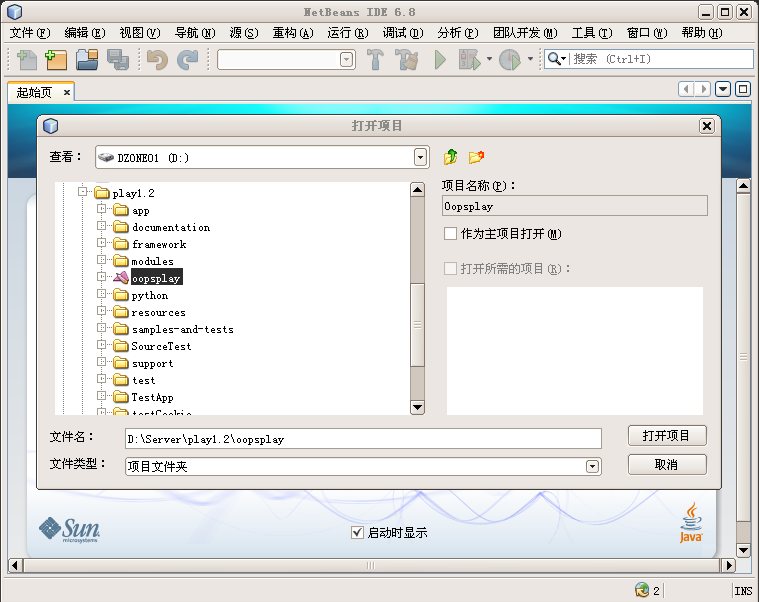 NetBeans IDE 6.8
文件(F) 编辑(E) 视图(V) 导航(N) 源(S) 重构(A) 运行(R) 调试(D) 分析(P) 团队开发(M) 工具(T) 窗口(W) 帮助(H)
搜索 (Ctrl+I)
起始页 ×
打开项目
查看：
DZONE01 (D:)
play1.2
app
documentation
framework
modules
oopsplay
python
resources
samples-and-tests
SourceTest
support
test
TestApp
testCookie
项目名称(P)：
Oopsplay
作为主项目打开(M)
打开所需的项目(R)：
文件名：
D:\Server\play1.2\oopsplay
打开项目
文件类型：
项目文件夹
取消
Sun
microsystems
启动时显示
Java
2
INS